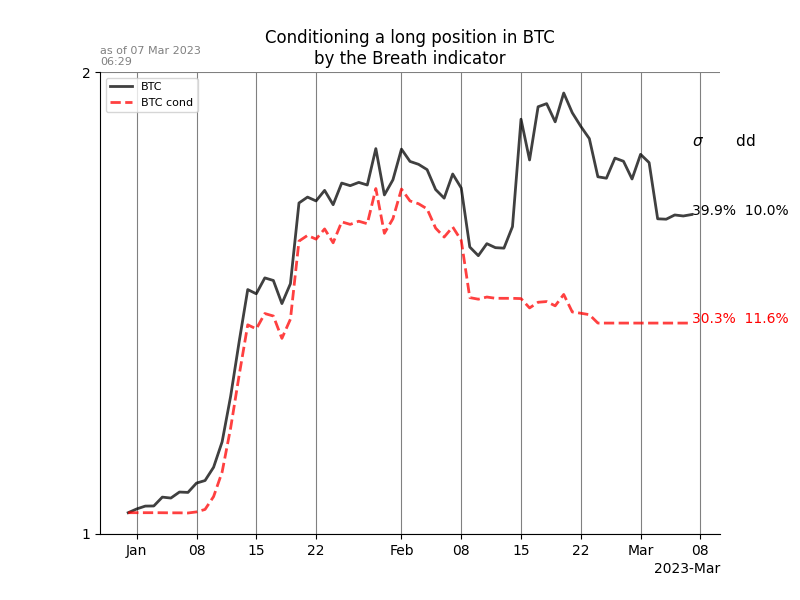 Conditioning a long position in BTC
by the Breath indicator
as of 07 Mar 2023
06:29
2
BTC
BTC cond
σ dd
39.9% 10.0%
30.3% 11.6%
1
Jan 08 15 22 Feb 08 15 22 Mar 08
2023-Mar